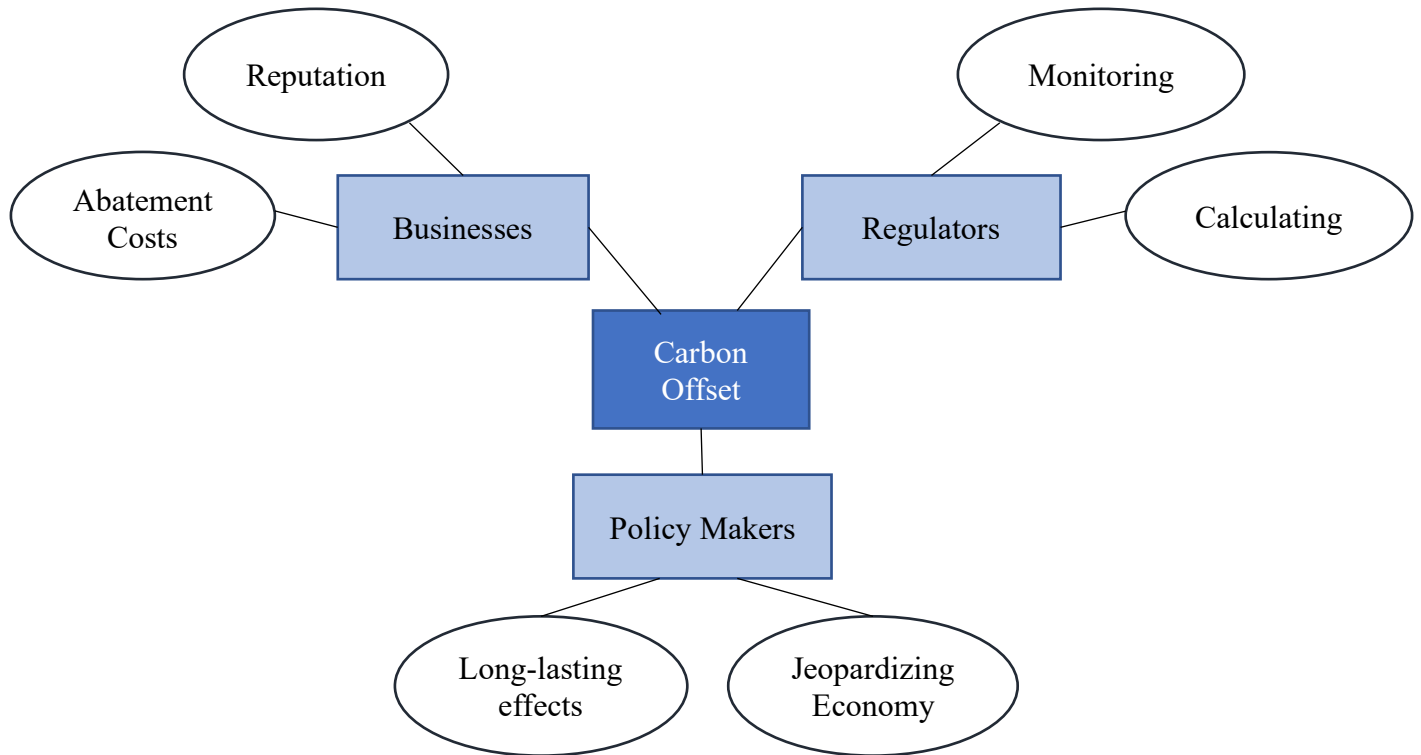 Reputation
Monitoring
Abatement
Costs
Businesses
Regulators
Calculating
Carbon
Offset
Policy Makers
Long-lasting
effects
Jeopardizing
Economy